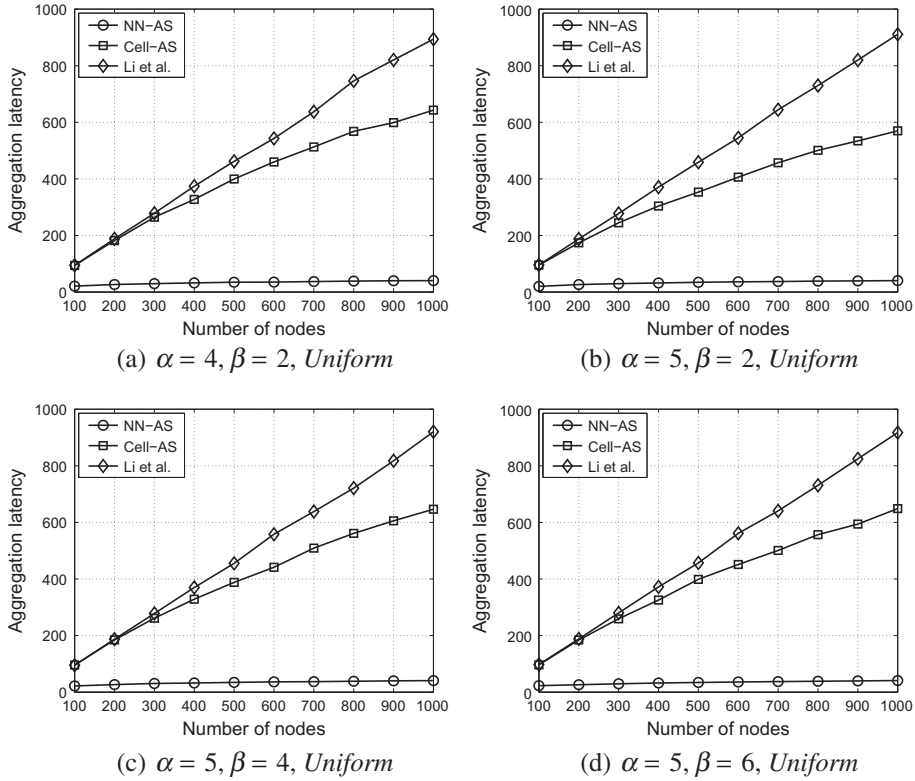 1000
800
600
400
200
0
Aggregation latency
NN−AS
Cell−AS
Li et al.
100 200 300 400 500 600 700 800 900 1000
Number of nodes
(a) α = 4, β = 2, Uniform
1000
800
600
400
200
0
Aggregation latency
NN−AS
Cell−AS
Li et al.
100 200 300 400 500 600 700 800 900 1000
Number of nodes
(b) α = 5, β = 2, Uniform
1000
800
600
400
200
0
Aggregation latency
NN−AS
Cell−AS
Li et al.
100 200 300 400 500 600 700 800 900 1000
Number of nodes
(c) α = 5, β = 4, Uniform
1000
800
600
400
200
0
Aggregation latency
NN−AS
Cell−AS
Li et al.
100 200 300 400 500 600 700 800 900 1000
Number of nodes
(d) α = 5, β = 6, Uniform